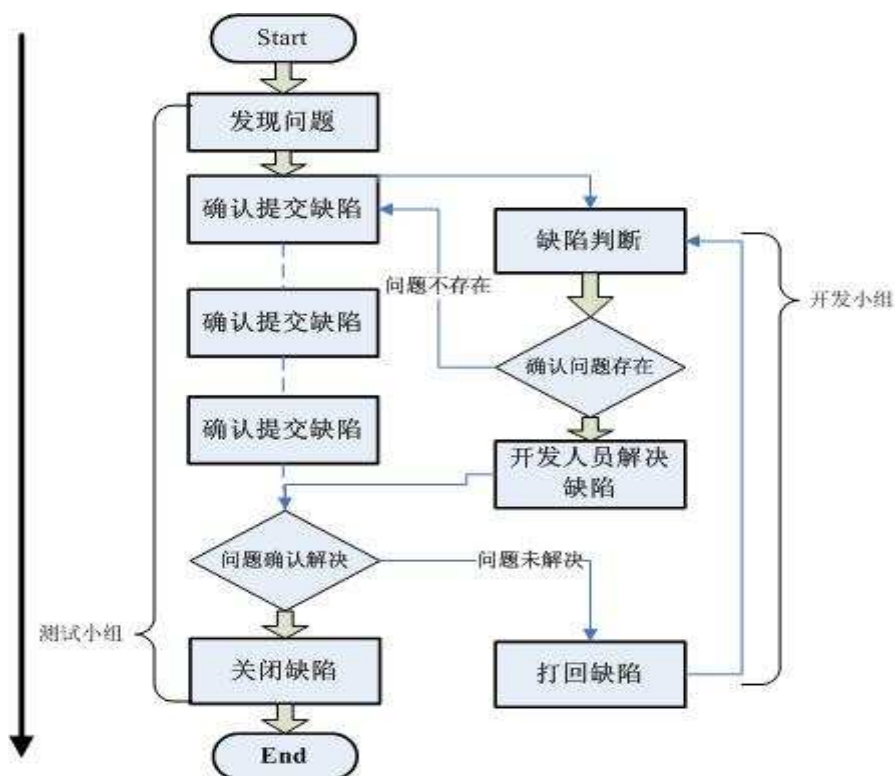 Start
发现问题
确认提交缺陷
缺陷判断
问题不存在
确认提交缺陷
开发小组
确认问题存在
确认提交缺陷
开发人员解决
缺陷
问题确认解决
问题未解决
测试小组
关闭缺陷
打回缺陷
End